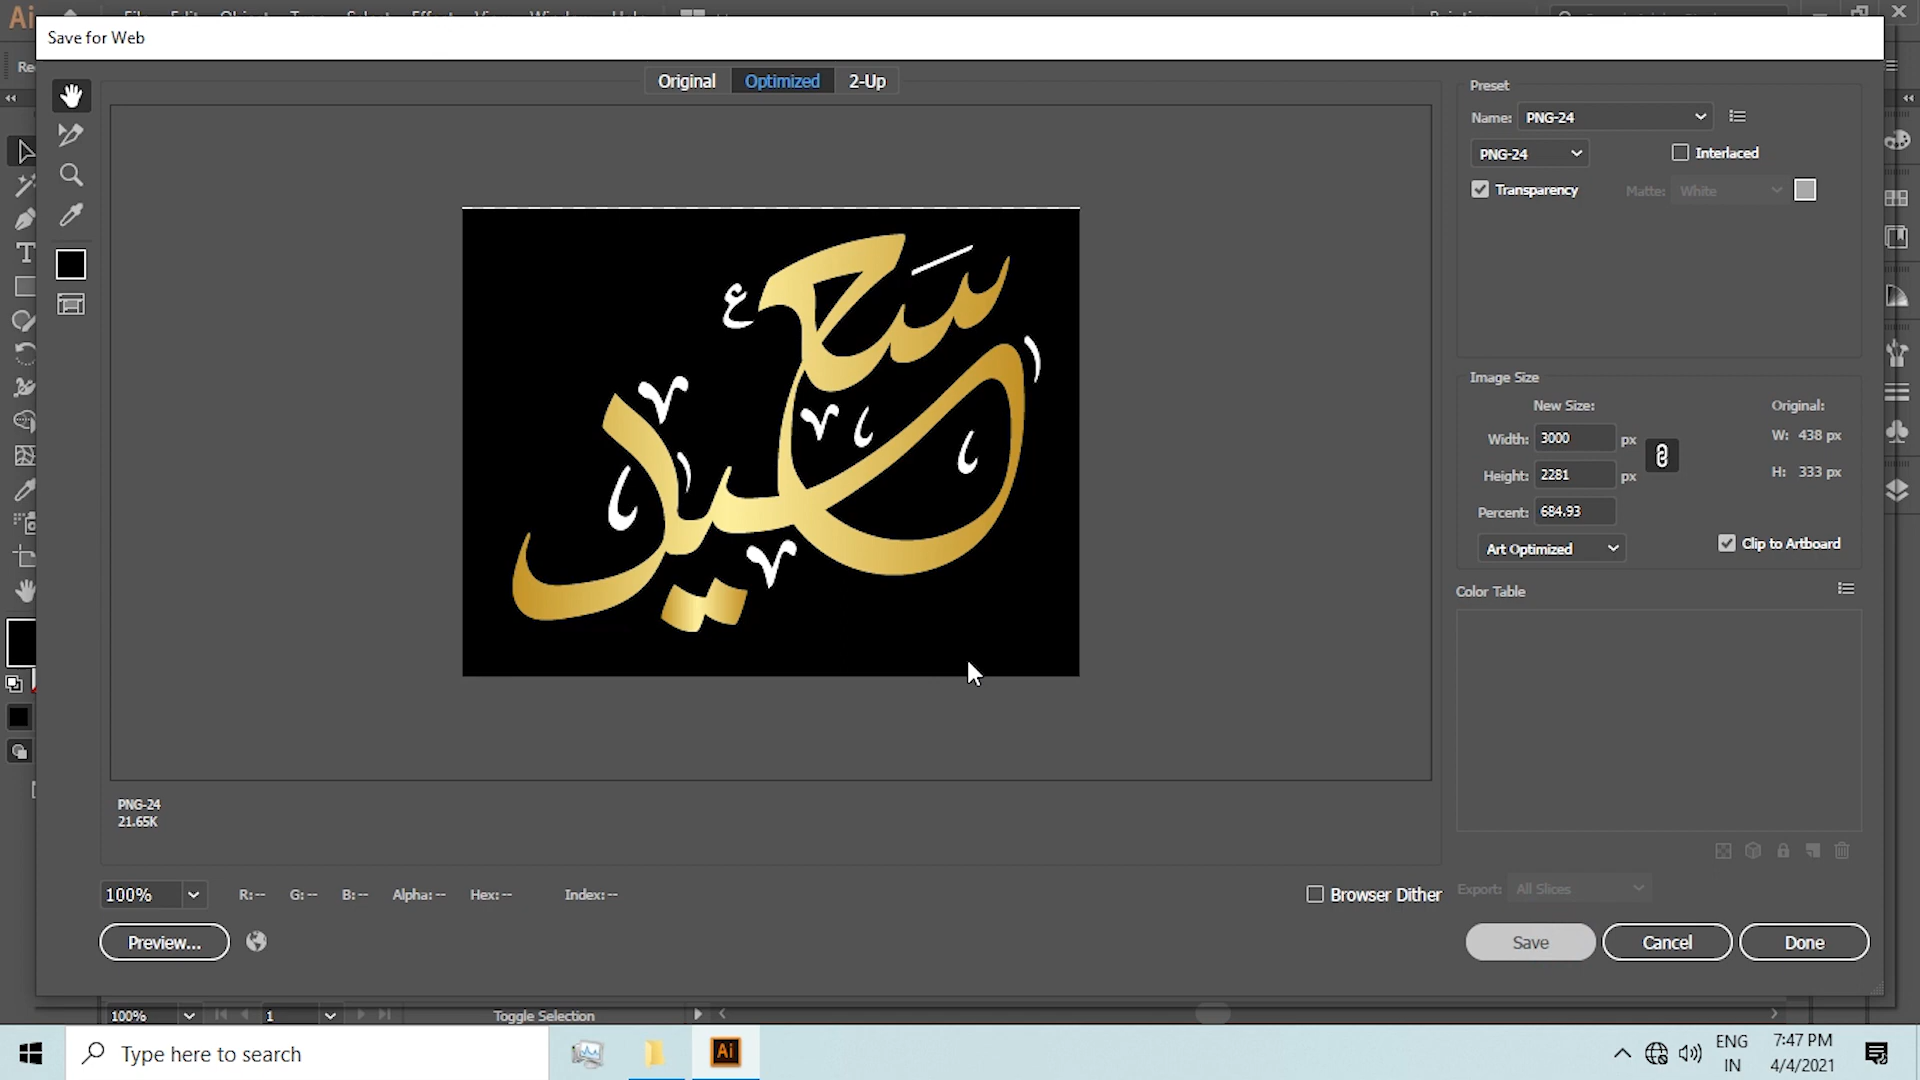 Save for Web
Original
Optimized
2-Up
Preset
Name: PNG-24
PNG-24
Interlaced
Transparency
Matte: White
Image Size
New Size:
Original:
Width: 3000 px
W: 438 px
Height: 2281 px
H: 333 px
Percent: 684.93
Art Optimized
Clip to Artboard
Color Table
PNG-24
21.65K
100%
R: --
G: --
B: --
Alpha: --
Hex: --
Index: --
Browser Dither
Export: All Slices
Preview...
Save
Cancel
Done
100%
1
Toggle Selection
Type here to search
Ai
ENG
IN
7:47 PM
4/4/2021